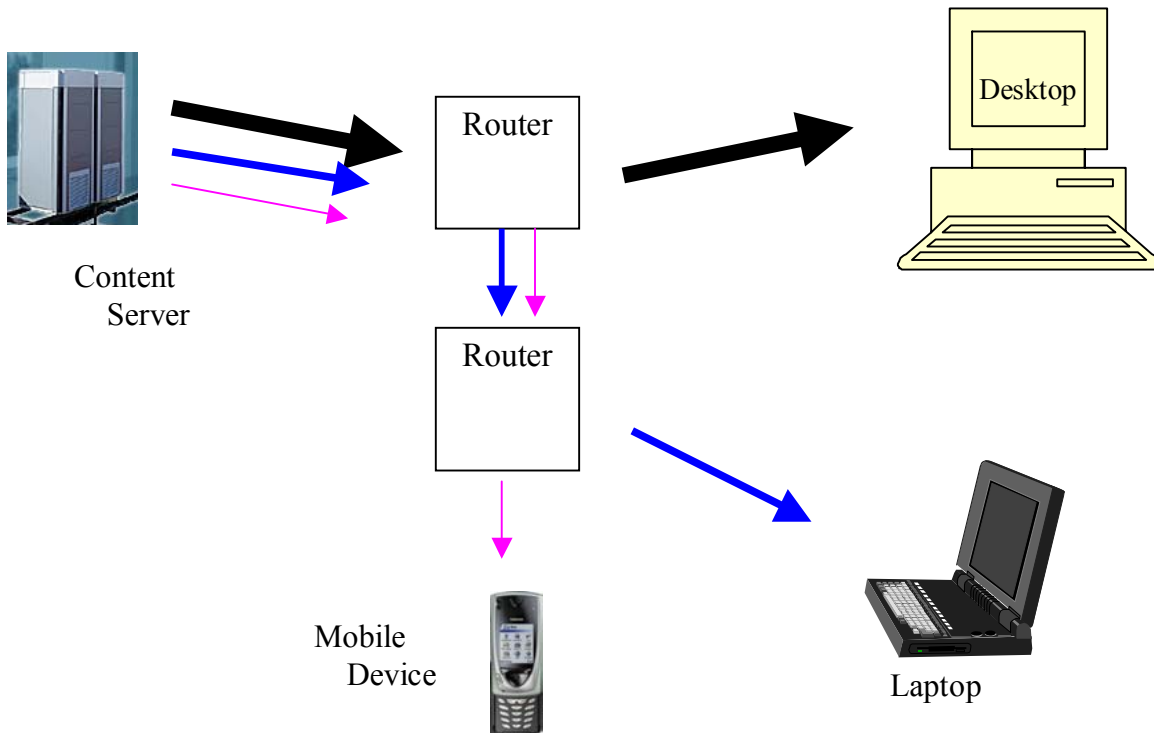 Router
Desktop
Content
Server
Router
Mobile
Device
Laptop